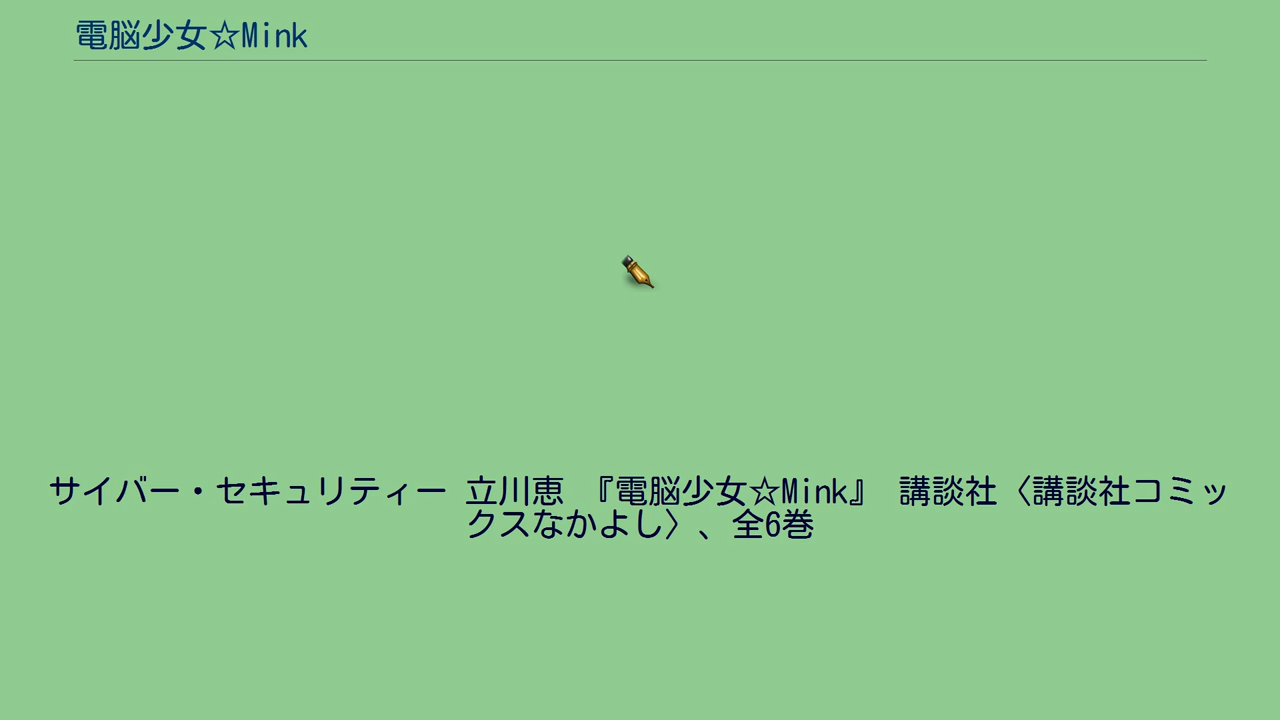 電脳少女☆Mink
サイバー・セキュリティー 立川恵 『電脳少女☆Mink』 講談社〈講談社コミッ
クスなかよし〉、全6巻